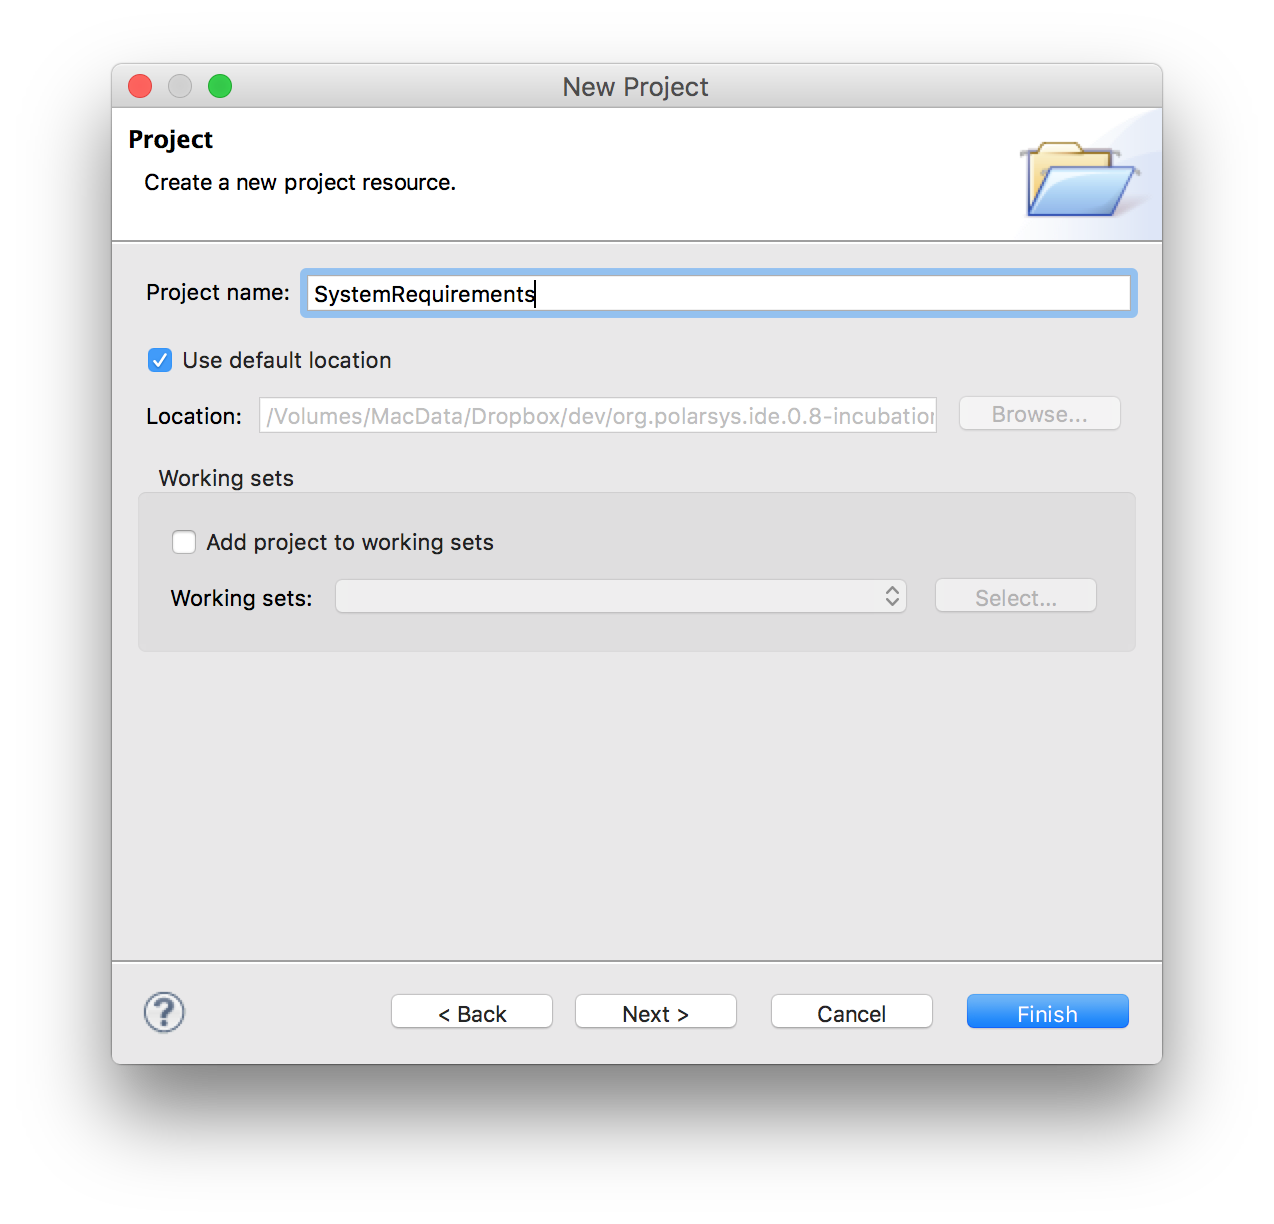 New Project
Project
Create a new project resource.
Project name: SystemRequirements
Use default location
Location: /Volumes/MacData/Dropbox/dev/org.polarsys.ide.0.8-incubation Browse...
Working sets
Add project to working sets
Working sets: Select...
? < Back Next > Cancel Finish